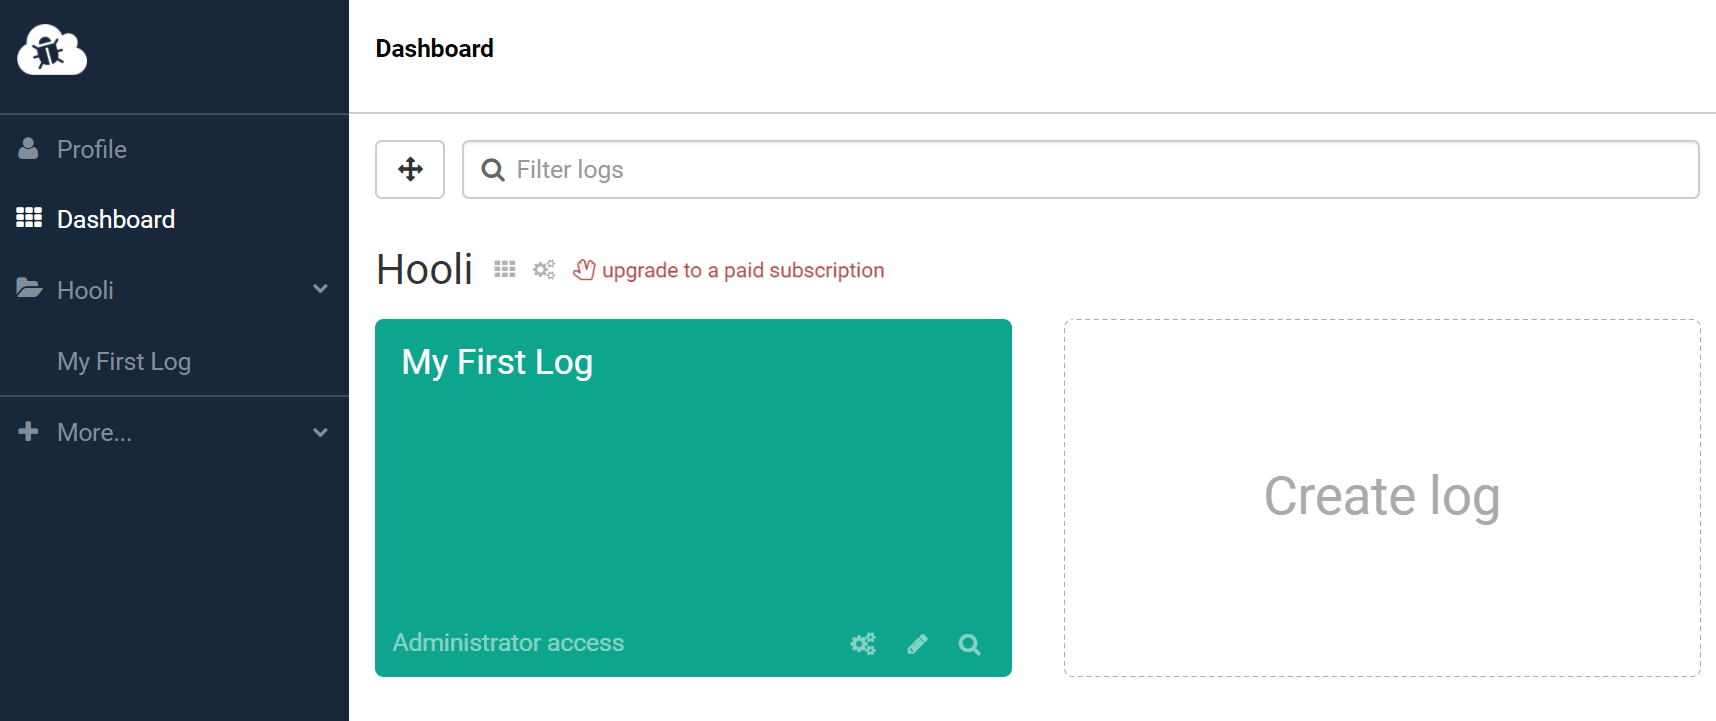 Dashboard
Profile
Dashboard
Hooli
My First Log
More...
Filter logs
Hooli upgrade to a paid subscription
My First Log
Administrator access
Create log